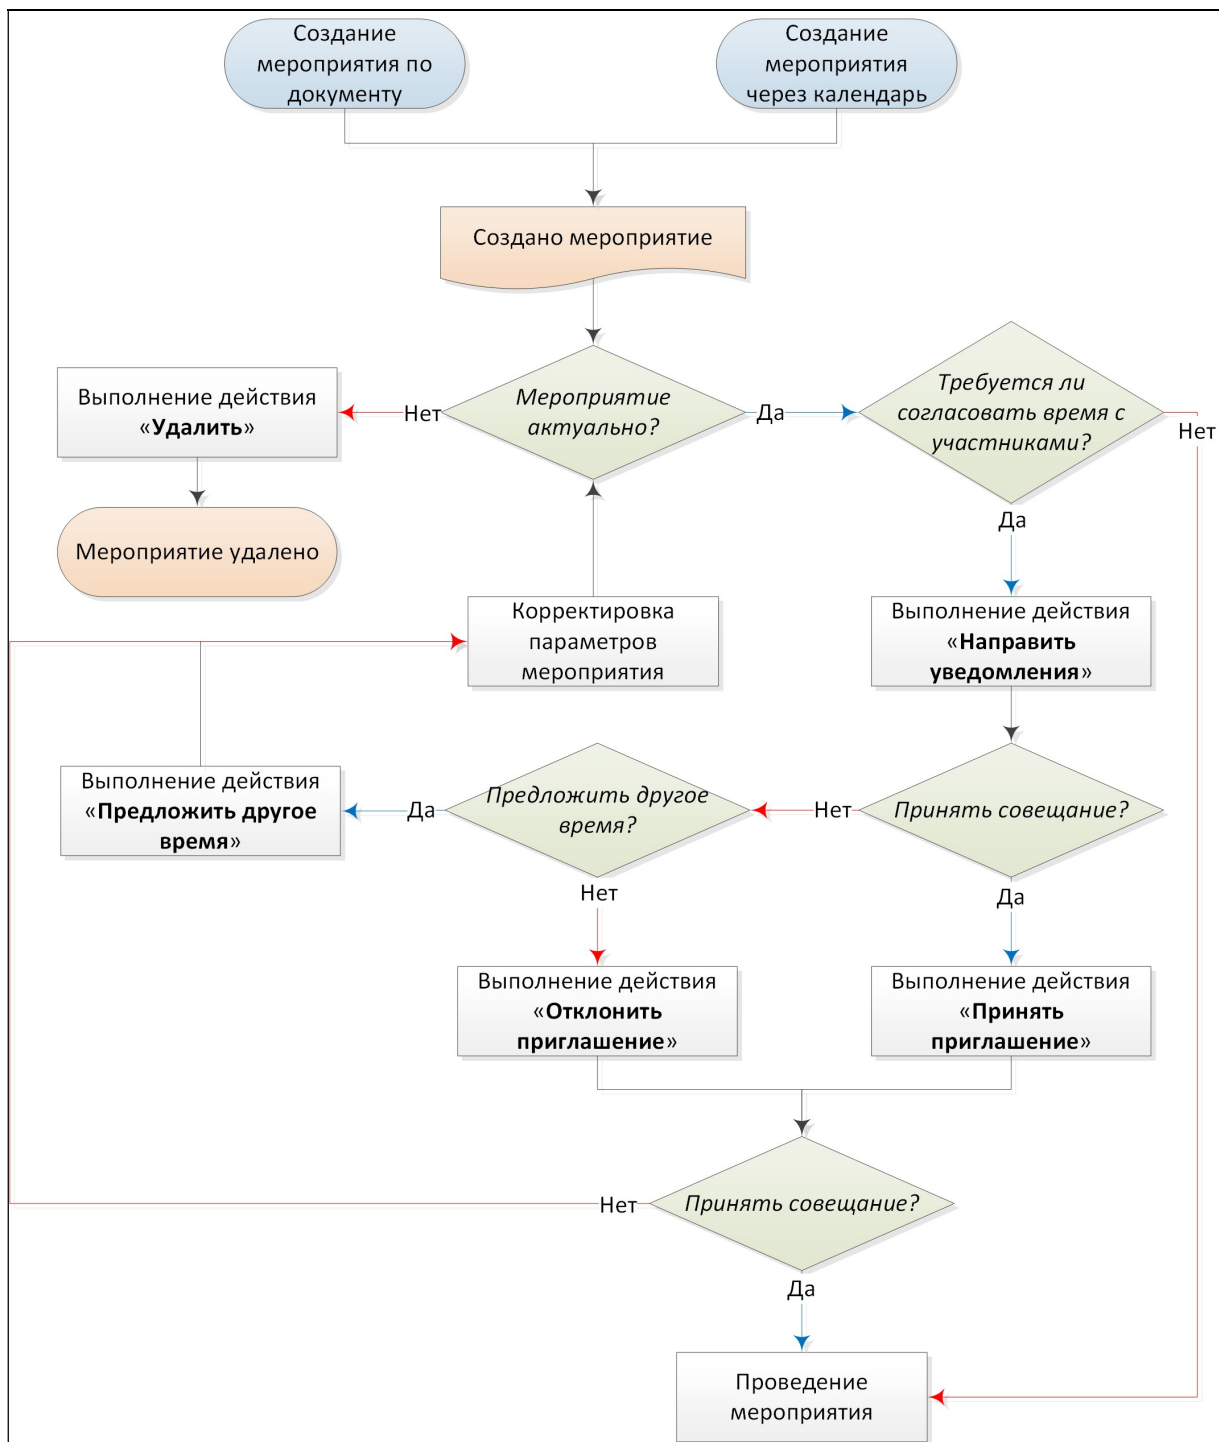 Создание
мероприятия по
документу
Создание
мероприятия
через календарь
Создано мероприятие
Выполнение действия
«Удалить»
Нет
Мероприятие
актуально?
Да
Требуется ли
согласовать время с
участниками?
Нет
Да
Мероприятие удалено
Корректировка
параметров
мероприятия
Выполнение действия
«Направить
уведомления»
Выполнение действия
«Предложить другое
время»
Да
Предложить другое
время?
Нет
Принять совещание?
Нет
Да
Выполнение действия
«Отклонить
приглашение»
Выполнение действия
«Принять
приглашение»
Нет
Принять совещание?
Да
Проведение
мероприятия